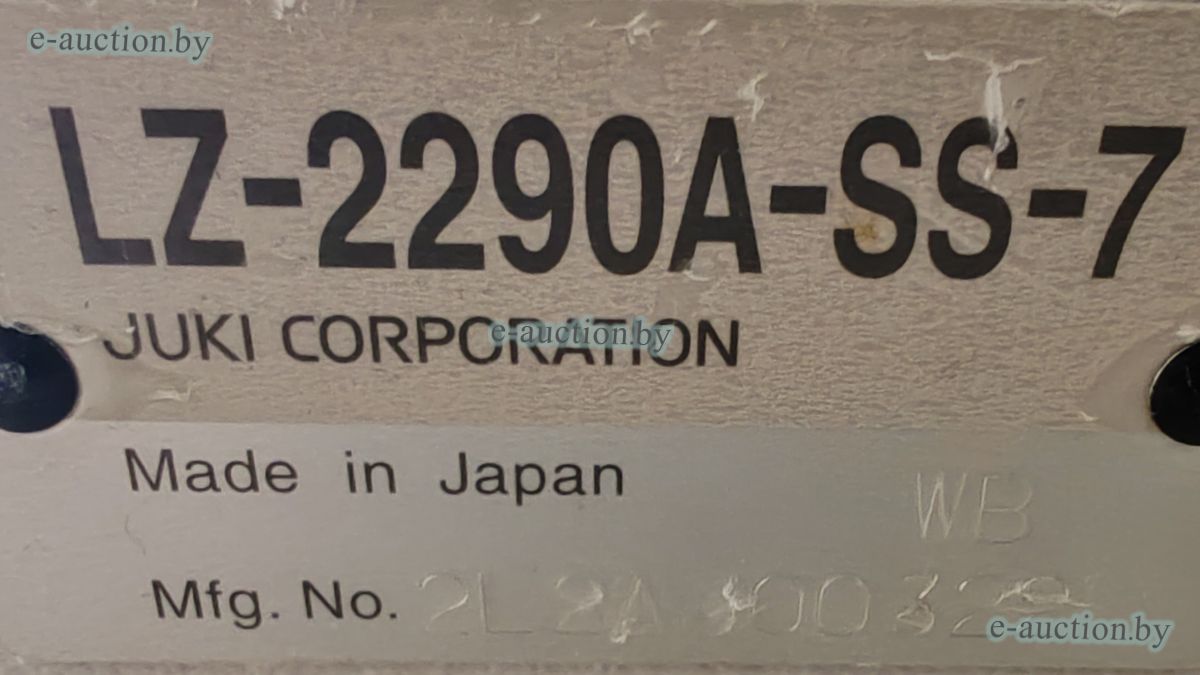 e-auction.by
LZ-2290A-SS-7
JUKI CORPORATION
e-auction.by
Made in Japan
WB
Mfg. No.
e-auction.by